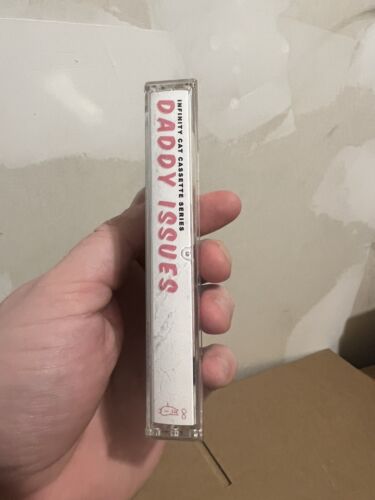 INFINITY CAT CASSETTE SERIES
DADDY ISSUES